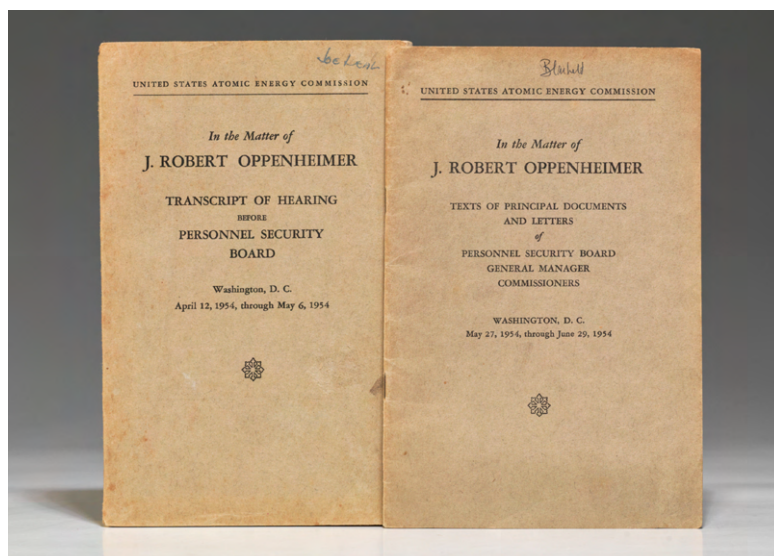 UNITED STATES ATOMIC ENERGY COMMISSION
In the Matter of
J. ROBERT OPPENHEIMER
TRANSCRIPT OF HEARING
BEFORE
PERSONNEL SECURITY
BOARD
Washington, D. C.
April 12, 1954, through May 6, 1954
UNITED STATES ATOMIC ENERGY COMMISSION
In the Matter of
J. ROBERT OPPENHEIMER
TEXTS OF PRINCIPAL DOCUMENTS
AND LETTERS
of
PERSONNEL SECURITY BOARD
GENERAL MANAGER
COMMISSIONERS
WASHINGTON, D. C.
May 27, 1954, through June 29, 1954